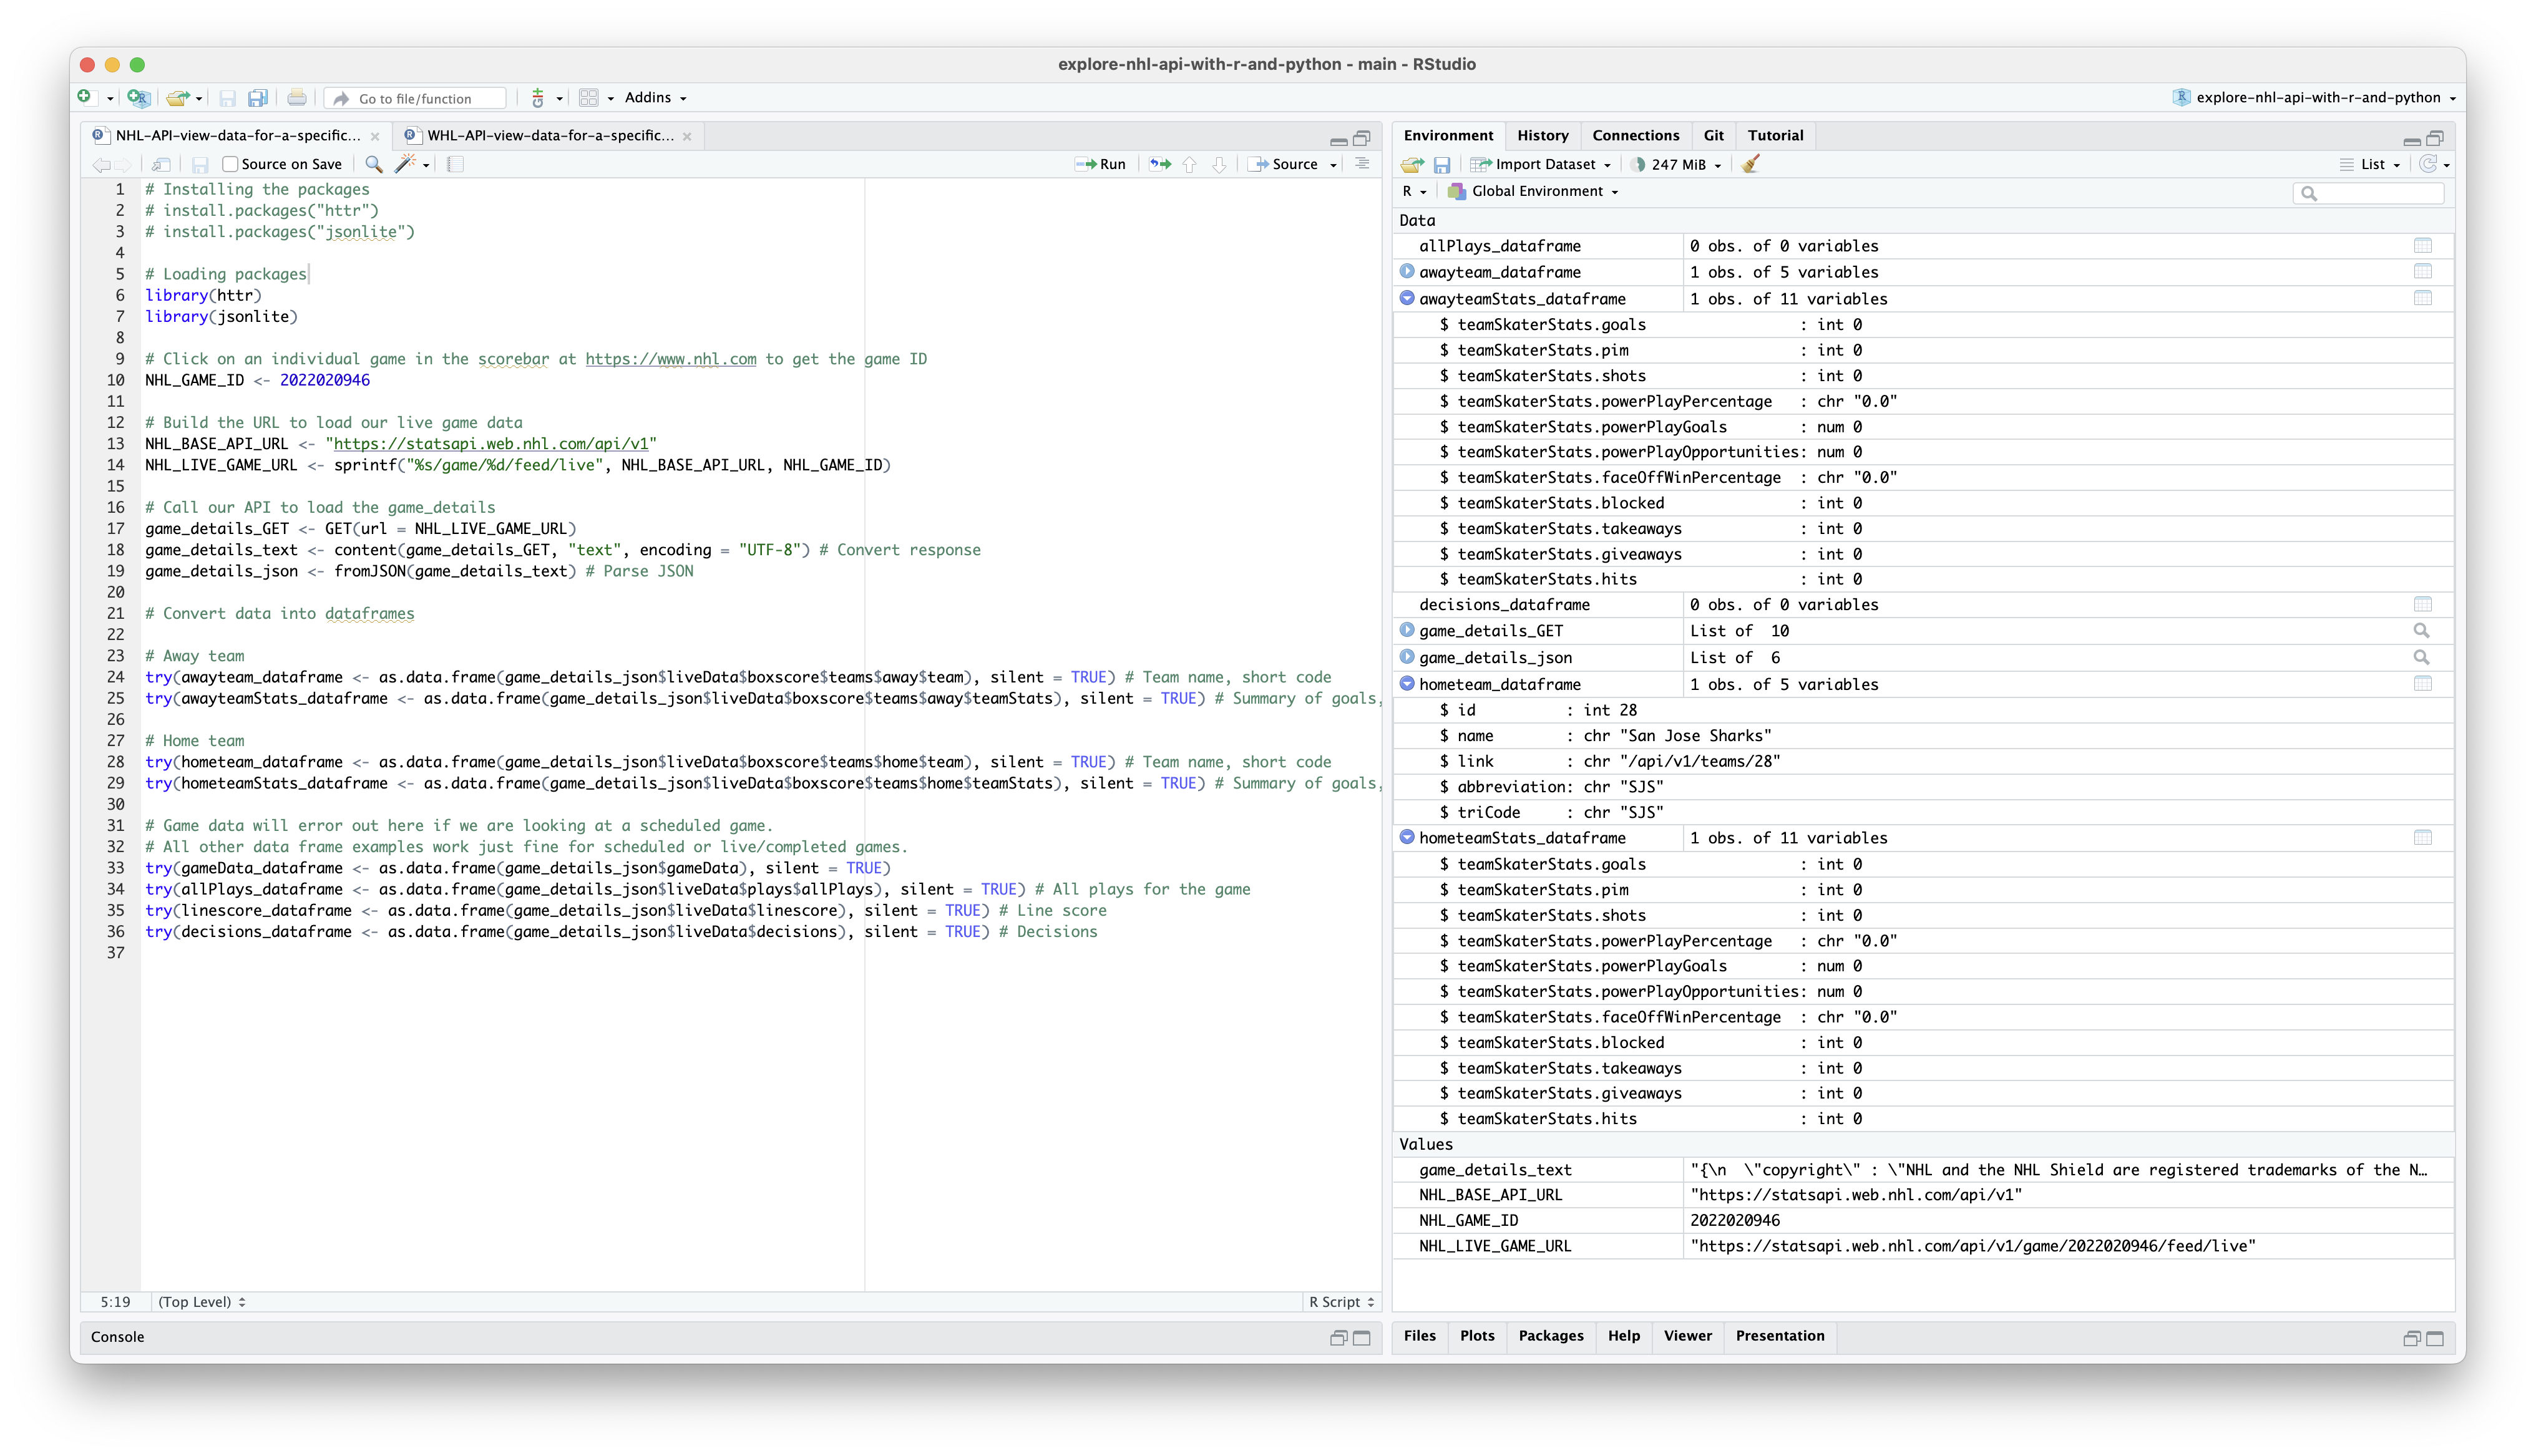 explore-nhl-api-with-r-and-python - main - RStudio
Go to file/function
Addins
explore-nhl-api-with-r-and-python
NHL-API-view-data-for-a-specific...
WHL-API-view-data-for-a-specific...
Source on Save
Run
Source
1 # Installing the packages
2 # install.packages("httr")
3 # install.packages("jsonlite")
4
5 # Loading packages
6 library(httr)
7 library(jsonlite)
8
9 # Click on an individual game in the scorebar at https://www.nhl.com to get the game ID
10 NHL_GAME_ID <- 2022020946
11
12 # Build the URL to load our live game data
13 NHL_BASE_API_URL <- "https://statsapi.web.nhl.com/api/v1"
14 NHL_LIVE_GAME_URL <- sprintf("%s/game/%d/feed/live", NHL_BASE_API_URL, NHL_GAME_ID)
15
16 # Call our API to load the game_details
17 game_details_GET <- GET(url = NHL_LIVE_GAME_URL)
18 game_details_text <- content(game_details_GET, "text", encoding = "UTF-8") # Convert response
19 game_details_json <- fromJSON(game_details_text) # Parse JSON
20
21 # Convert data into dataframes
22
23 # Away team
24 try(awayteam_dataframe <- as.data.frame(game_details_json$liveData$boxscore$teams$away$team), silent = TRUE) # Team name, short code
25 try(awayteamStats_dataframe <- as.data.frame(game_details_json$liveData$boxscore$teams$away$teamStats), silent = TRUE) # Summary of goals,
26
27 # Home team
28 try(hometeam_dataframe <- as.data.frame(game_details_json$liveData$boxscore$teams$home$team), silent = TRUE) # Team name, short code
29 try(hometeamStats_dataframe <- as.data.frame(game_details_json$liveData$boxscore$teams$home$teamStats), silent = TRUE) # Summary of goals,
30
31 # Game data will error out here if we are looking at a scheduled game.
32 # All other data frame examples work just fine for scheduled or live/completed games.
33 try(gameData_dataframe <- as.data.frame(game_details_json$gameData), silent = TRUE)
34 try(allPlays_dataframe <- as.data.frame(game_details_json$liveData$plays$allPlays), silent = TRUE) # All plays for the game
35 try(linescore_dataframe <- as.data.frame(game_details_json$liveData$linescore), silent = TRUE) # Line score
36 try(decisions_dataframe <- as.data.frame(game_details_json$liveData$decisions), silent = TRUE) # Decisions
37
5:19 (Top Level) R Script
Console
Environment History Connections Git Tutorial
Import Dataset 247 MiB List
R Global Environment
Data
allPlays_dataframe 0 obs. of 0 variables
awayteam_dataframe 1 obs. of 5 variables
awayteamStats_dataframe 1 obs. of 11 variables
$ teamSkaterStats.goals : int 0
$ teamSkaterStats.pim : int 0
$ teamSkaterStats.shots : int 0
$ teamSkaterStats.powerPlayPercentage : chr "0.0"
$ teamSkaterStats.powerPlayGoals : num 0
$ teamSkaterStats.powerPlayOpportunities: num 0
$ teamSkaterStats.faceOffWinPercentage : chr "0.0"
$ teamSkaterStats.blocked : int 0
$ teamSkaterStats.takeaways : int 0
$ teamSkaterStats.giveaways : int 0
$ teamSkaterStats.hits : int 0
decisions_dataframe 0 obs. of 0 variables
game_details_GET List of 10
game_details_json List of 6
hometeam_dataframe 1 obs. of 5 variables
$ id : int 28
$ name : chr "San Jose Sharks"
$ link : chr "/api/v1/teams/28"
$ abbreviation: chr "SJS"
$ triCode : chr "SJS"
hometeamStats_dataframe 1 obs. of 11 variables
$ teamSkaterStats.goals : int 0
$ teamSkaterStats.pim : int 0
$ teamSkaterStats.shots : int 0
$ teamSkaterStats.powerPlayPercentage : chr "0.0"
$ teamSkaterStats.powerPlayGoals : num 0
$ teamSkaterStats.powerPlayOpportunities: num 0
$ teamSkaterStats.faceOffWinPercentage : chr "0.0"
$ teamSkaterStats.blocked : int 0
$ teamSkaterStats.takeaways : int 0
$ teamSkaterStats.giveaways : int 0
$ teamSkaterStats.hits : int 0
Values
game_details_text "{\n \"copyright\" : \"NHL and the NHL Shield are registered trademarks of the N…
NHL_BASE_API_URL "https://statsapi.web.nhl.com/api/v1"
NHL_GAME_ID 2022020946
NHL_LIVE_GAME_URL "https://statsapi.web.nhl.com/api/v1/game/2022020946/feed/live"
Files Plots Packages Help Viewer Presentation